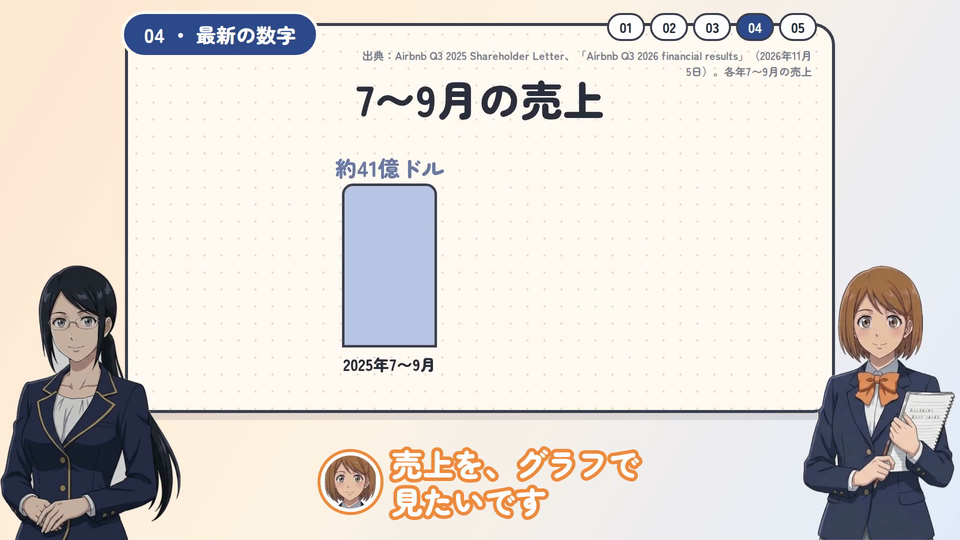 04 ・ 最新の数字
01 02 03 04 05
出典：Airbnb Q3 2025 Shareholder Letter、「Airbnb Q3 2026 financial results」（2026年11月
5日）。各年7〜9月の売上
7〜9月の売上
約41億ドル
2025年7〜9月
売上を、グラフで
見たいです